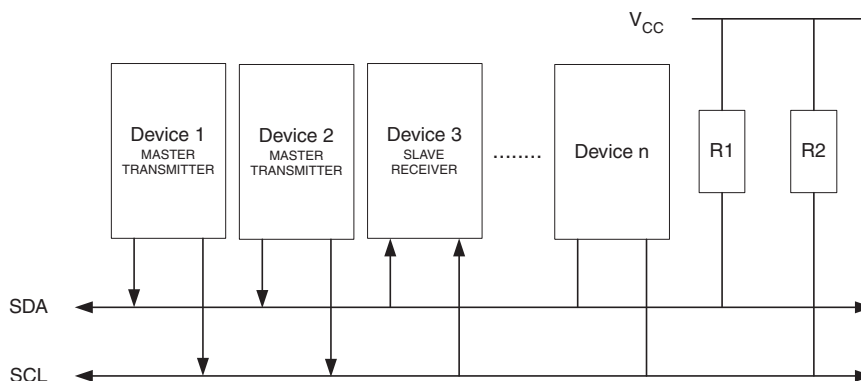 VCC
Device 1
MASTER
TRANSMITTER
Device 2
MASTER
TRANSMITTER
Device 3
SLAVE
RECEIVER
........
Device n
R1
R2
SDA
SCL